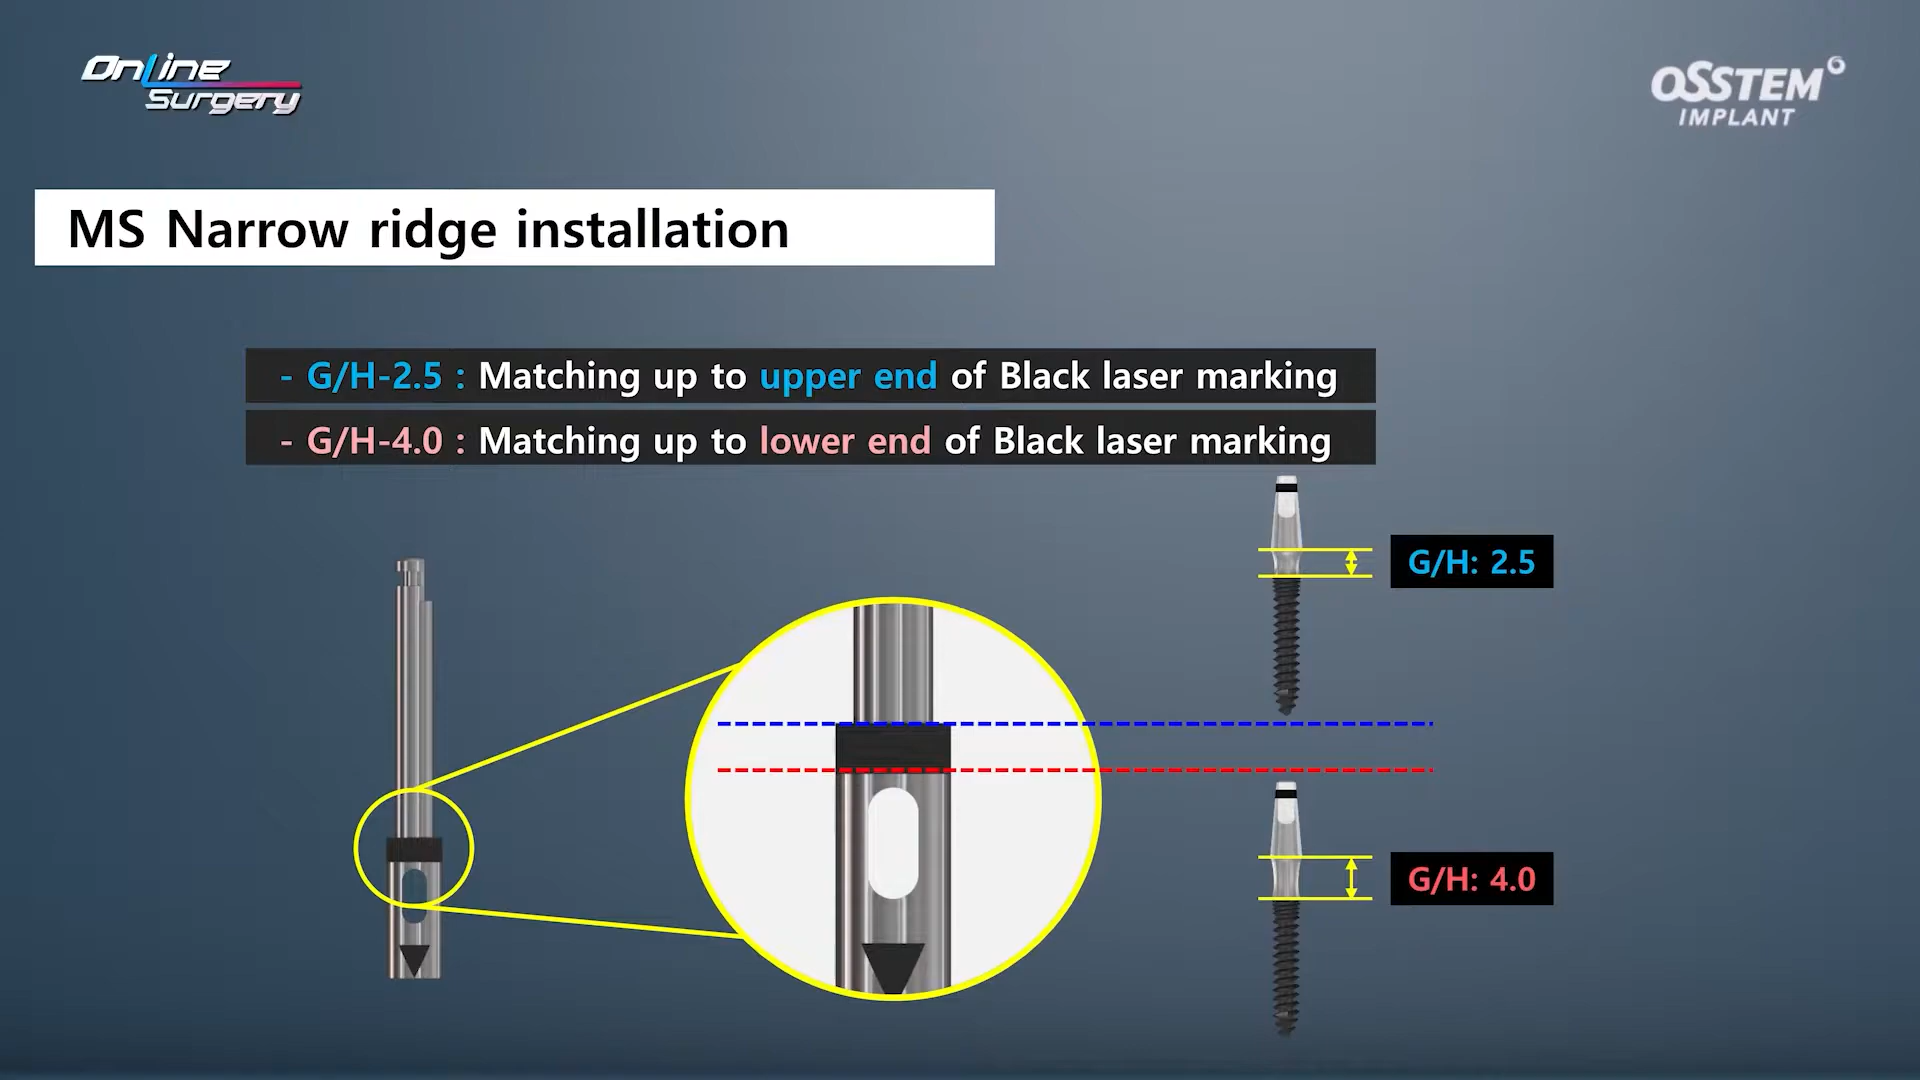 OnLine
Surgery
OSSTEM
IMPLANT
MS Narrow ridge installation
- G/H-2.5 : Matching up to upper end of Black laser marking
- G/H-4.0 : Matching up to lower end of Black laser marking
G/H: 2.5
G/H: 4.0